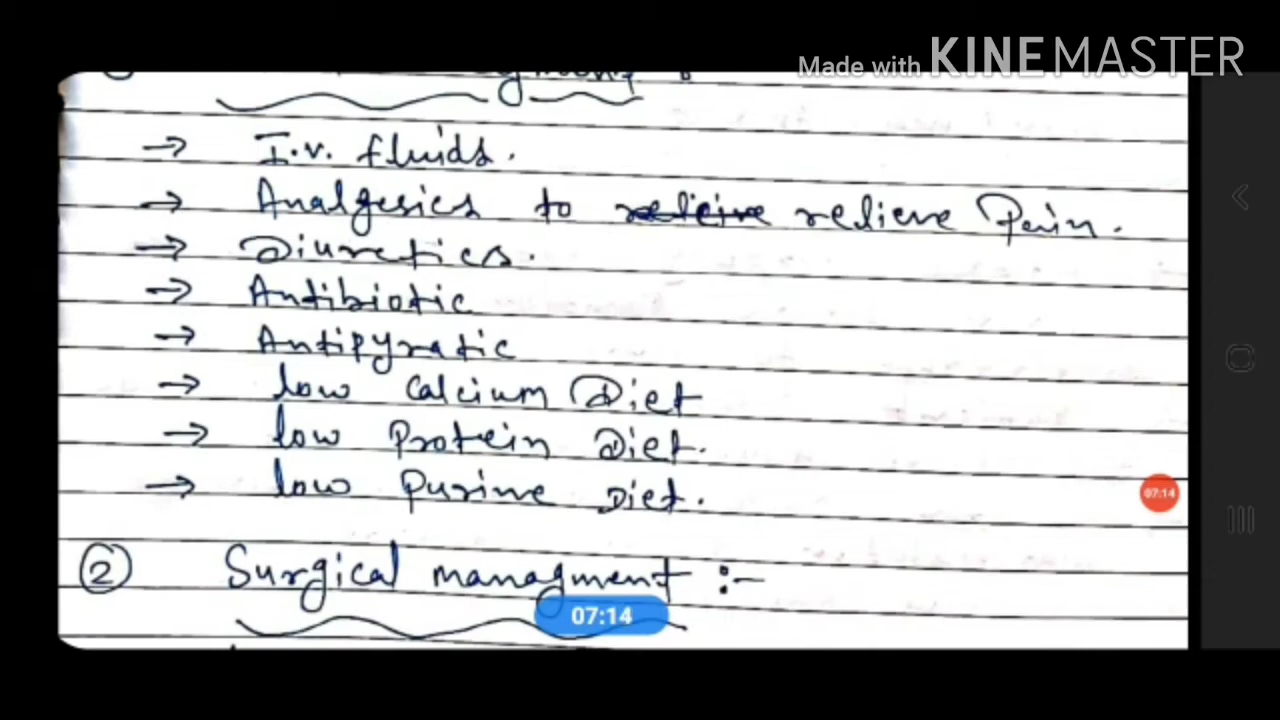 Made with KINEMASTER
→ I.v. fluids.
→ Analgesics to relieve Pain.
→ Diuretics.
→ Antibiotic
→ Antipyratic
→ low Calcium Diet
→ low Protein Diet.
→ low Purine Diet.
07:14
② Surgical managment :-
07:14